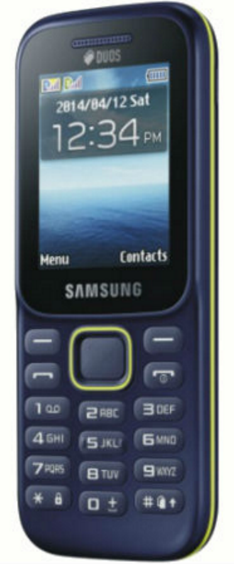 DUOS
2014/04/12 Sat
12:34 PM
Menu Contacts
SAMSUNG
1
2 ABC
3 DEF
4 GHI
5 JKL
6 MNO
7 PQRS
8 TUV
9 WXYZ
*
0 +
#